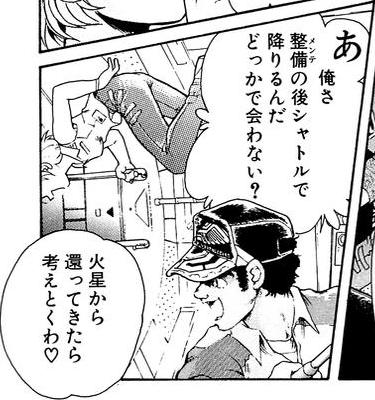 あ
俺さ
整備の後シャトルで
メンテ
降りるんだ
どっかで会わない?
火星から
還ってきたら
考えとくわ♡